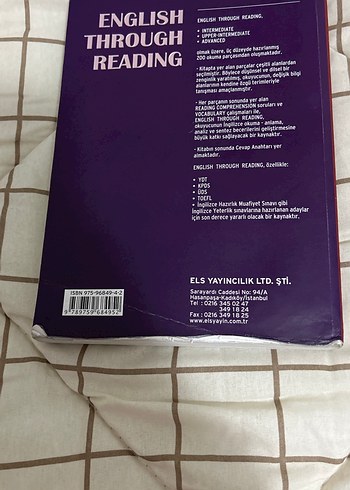 ENGLISH
THROUGH
READING
ENGLISH THROUGH READING,
• INTERMEDIATE
• UPPER-INTERMEDIATE
• ADVANCED
olmak üzere, üç düzeyde hazırlanmış
200 okuma parçasından oluşmaktadır.
- Kitapta yer alan parçalar çeşitli alanlardan
seçilmiştir. Böylece düşünsel ve dilsel bir
zenginlik yaratılmış, okuyucunun, değişik bilgi
alanlarının kendine özgü terimleriyle
tanışması amaçlanmıştır.
- Her parçanın sonunda yer alan
READING COMPREHENSION soruları ve
VOCABULARY çalışmaları ile,
ENGLISH THROUGH READING,
okuyucunun İngilizce okuma - anlama,
analiz ve sentez becerilerini geliştirmesine
büyük katkı sağlayacak bir kaynaktır.
- Kitabın sonunda Cevap Anahtarı yer
almaktadır.
ENGLISH THROUGH READING, özellikle:
• YDT
• KPDS
• ÜDS
• TOEFL
• İngilizce Hazırlık Muafiyet Sınavı gibi
İngilizce Yeterlik sınavlarına hazırlanan adaylar
için son derece yararlı olacak bir kaynaktır.
ELS YAYINCILIK LTD. ŞTİ.
Sarayardı Caddesi No: 94/A
Hasanpaşa-Kadıköy/İstanbul
Tel : 0216 345 02 47
349 18 24
Fax : 0216 349 18 25
www.elsyayin.com.tr
ISBN 975-96849-4-2
9 789759 684952